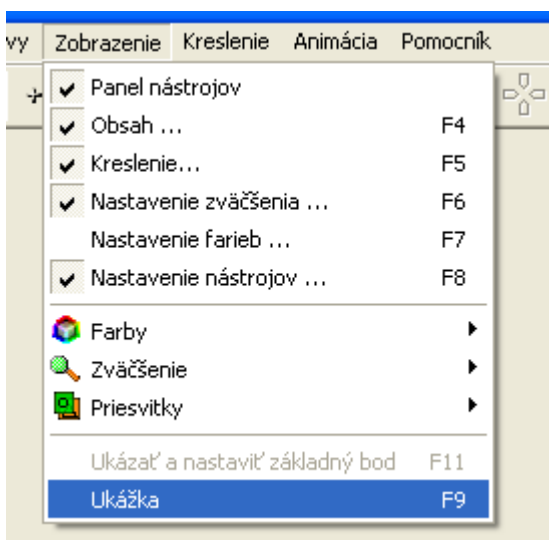 vy Zobrazenie Kreslenie Animácia Pomocník
Panel nástrojov
Obsah ... F4
Kreslenie... F5
Nastavenie zväčšenia ... F6
Nastavenie farieb ... F7
Nastavenie nástrojov ... F8
Farby
Zväčšenie
Priesvitky
Ukázať a nastaviť základný bod F11
Ukážka F9